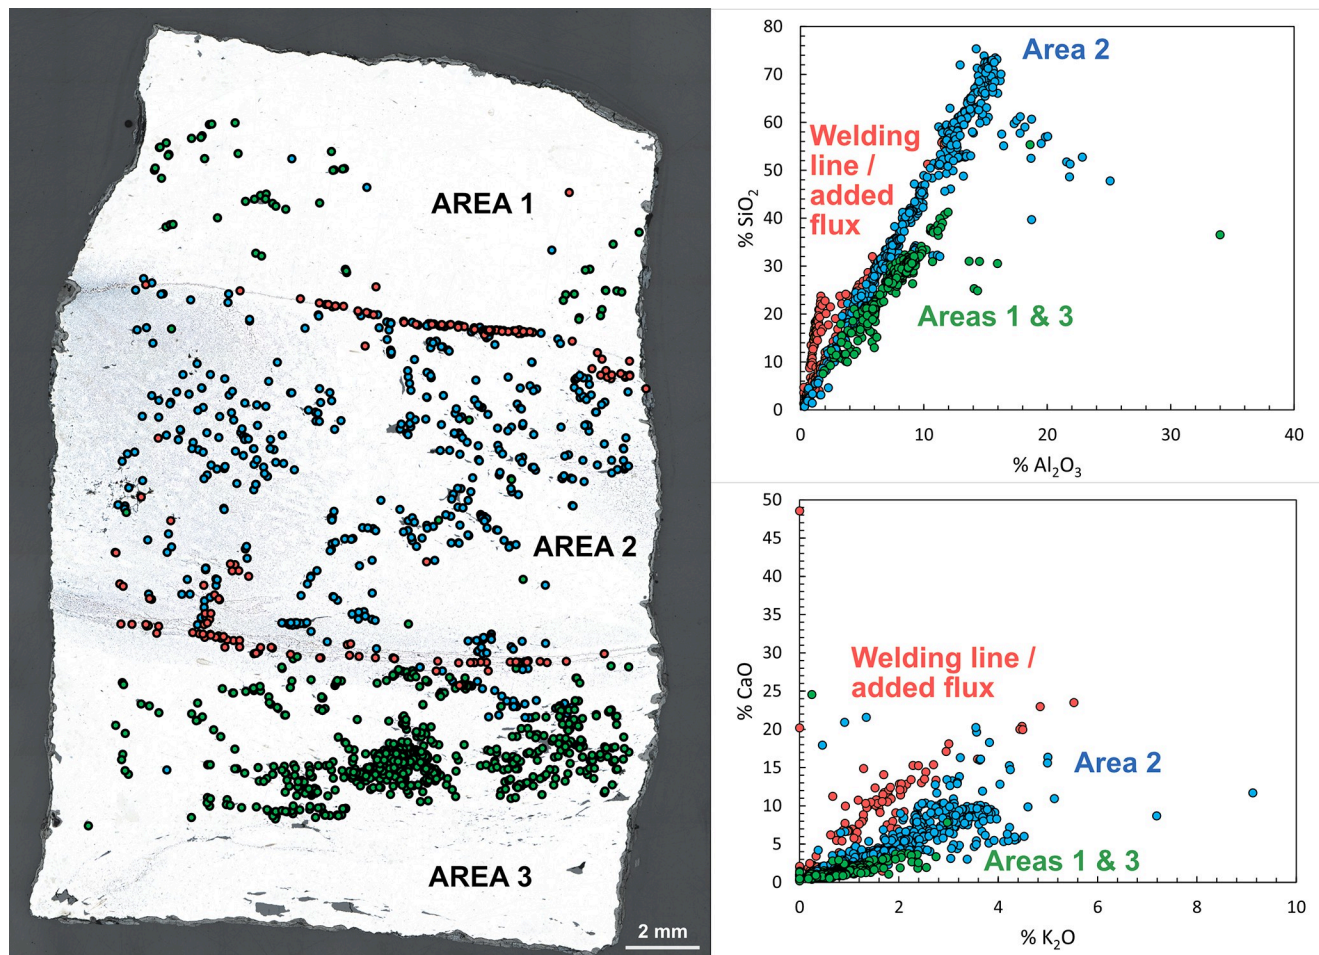 AREA 1
AREA 2
AREA 3
2 mm
80
70
60
50
40
30
20
10
0
% SiO₂
Area 2
Welding
line /
added
flux
Areas 1 & 3
0 10 20 30 40
% Al₂O₃
50
45
40
35
30
25
20
15
10
5
0
% CaO
Welding line /
added flux
Area 2
Areas 1 & 3
0 2 4 6 8 10
% K₂O